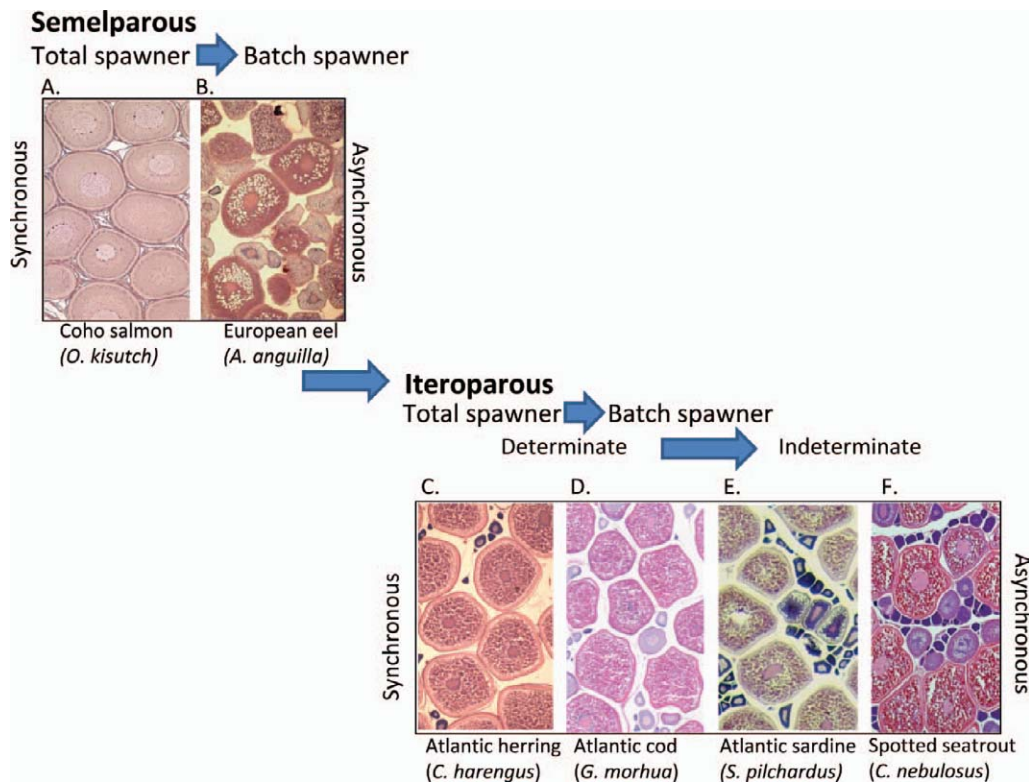 Semelparous
Total spawner Batch spawner
A. B.
Synchronous
Asynchronous
Coho salmon European eel
(O. kisutch) (A. anguilla)
Iteroparous
Total spawner Batch spawner
Determinate Indeterminate
C. D. E. F.
Synchronous
Asynchronous
Atlantic herring Atlantic cod Atlantic sardine Spotted seatrout
(C. harengus) (G. morhua) (S. pilchardus) (C. nebulosus)